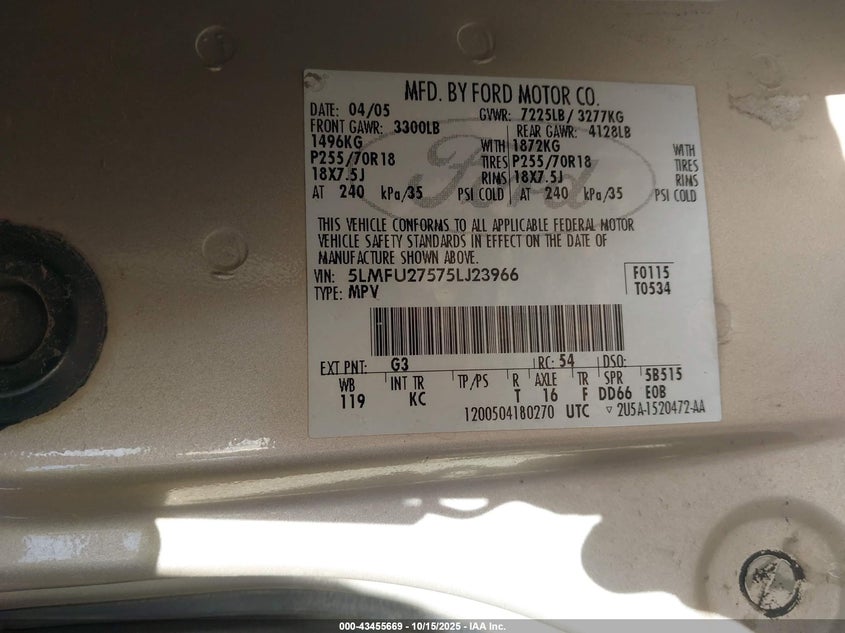 MFD. BY FORD MOTOR CO.
DATE: 04/05 GVWR: 7225LB / 3277KG
FRONT GAWR: 3300LB REAR GAWR: 4128LB
1496KG WITH 1872KG WITH
P255/70R18 TIRES P255/70R18 TIRES
18X7.5J RIMS 18X7.5J RIMS
AT 240 kPa/35 PSI COLD AT 240 kPa/35 PSI COLD
Ford
THIS VEHICLE CONFORMS TO ALL APPLICABLE FEDERAL MOTOR
VEHICLE SAFETY STANDARDS IN EFFECT ON THE DATE OF
MANUFACTURE SHOWN ABOVE.
VIN: 5LMFU27575LJ23966 F0115
TYPE: MPV T0534
EXT PNT: G3 RC: 54 DSO:
WB INT TR TP/PS R AXLE TR SPR 5B515
119 KC T 16 F DD66 EOB
1200504180270 UTC ▿ 2U5A-1520472-AA
000-43455669 - 10/15/2025 - IAA Inc.